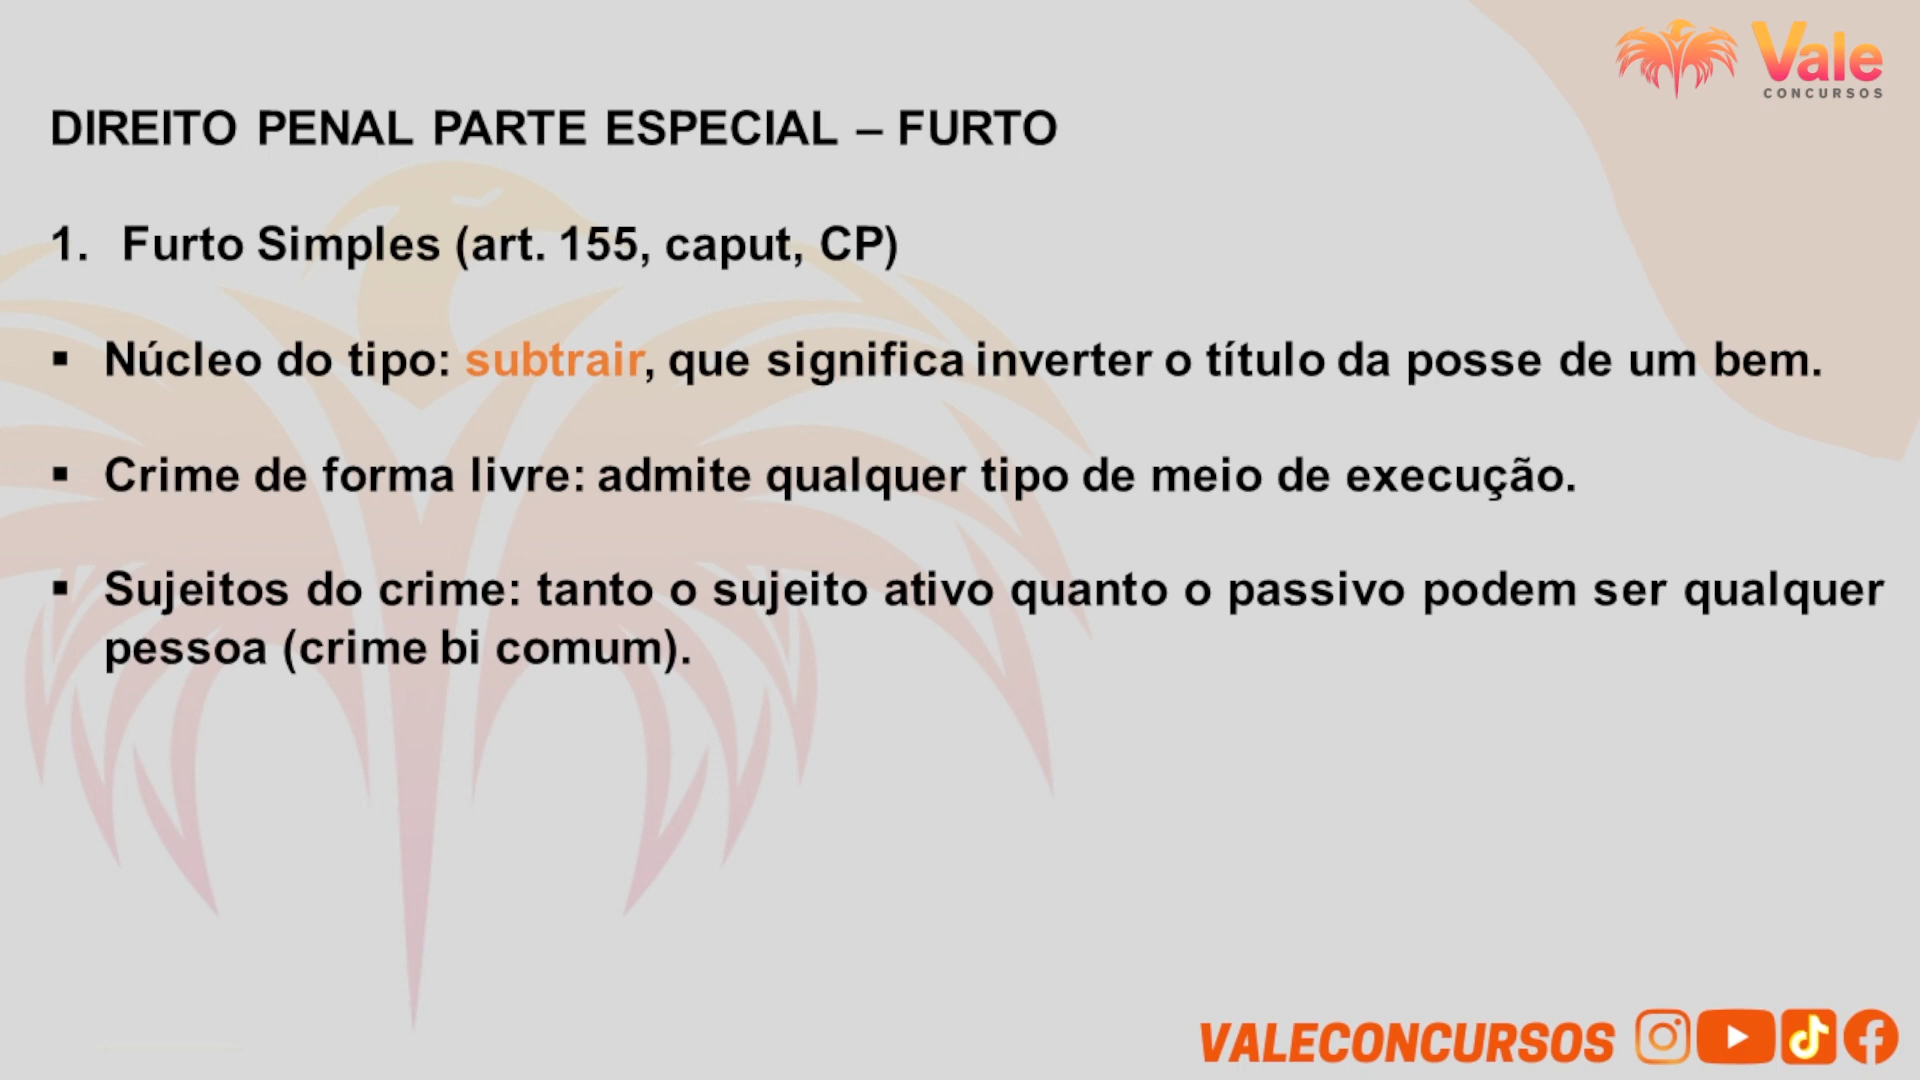 Vale
CONCURSOS
DIREITO PENAL PARTE ESPECIAL – FURTO
1. Furto Simples (art. 155, caput, CP)
▪ Núcleo do tipo: subtrair, que significa inverter o título da posse de um bem.
▪ Crime de forma livre: admite qualquer tipo de meio de execução.
▪ Sujeitos do crime: tanto o sujeito ativo quanto o passivo podem ser qualquer
pessoa (crime bi comum).
VALECONCURSOS